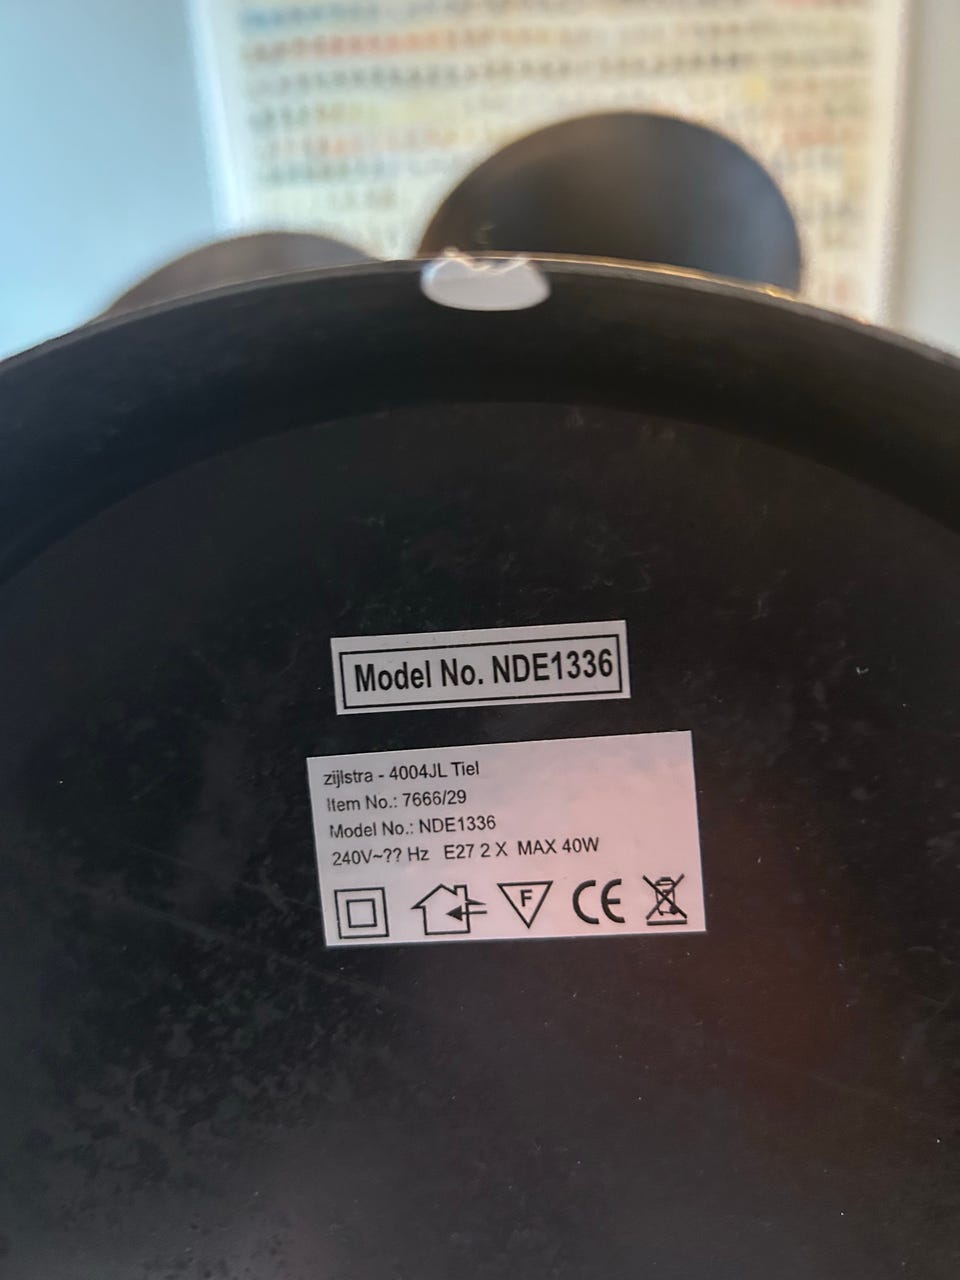 Model No. NDE1336
zijlstra - 4004JL Tiel
Item No.: 7666/29
Model No.: NDE1336
240V~?? Hz E27 2 X MAX 40W
F CE